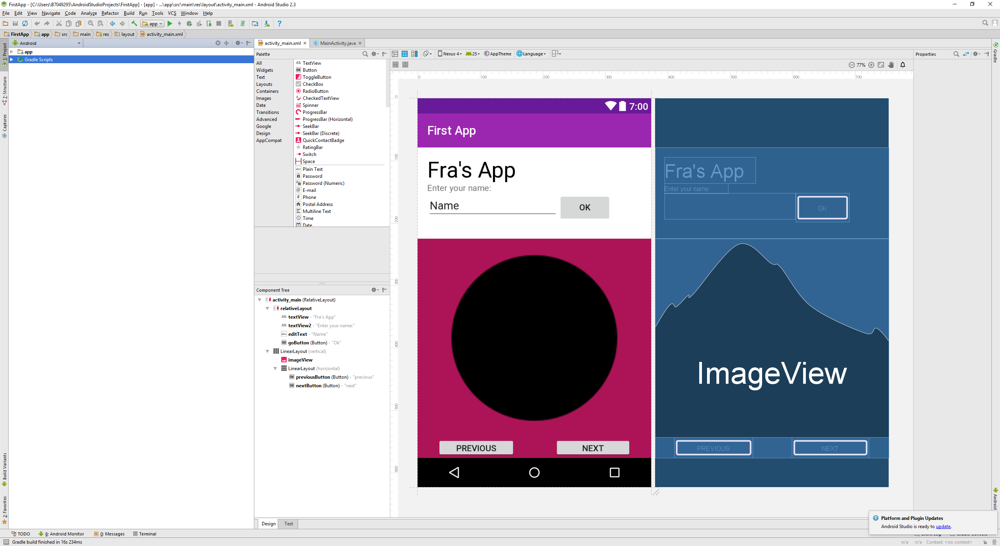 FirstApp - [C:\Users\B7049295\AndroidStudioProjects\FirstApp] - [app] - ...\app\src\main\res\layout\activity_main.xml - Android Studio 2.3
File Edit View Navigate Code Analyze Refactor Build Run Tools VCS Window Help
app
FirstApp app src main res layout activity_main.xml
1: Project
7: Structure
Captures
Build Variants
2: Favorites
Android
app
Gradle Scripts
activity_main.xml
MainActivity.java
Palette
All
Widgets
Text
Layouts
Containers
Images
Date
Transitions
Advanced
Google
Design
AppCompat
Ab TextView
OK Button
ToggleButton
CheckBox
RadioButton
CheckedTextView
Spinner
ProgressBar
ProgressBar (Horizontal)
SeekBar
SeekBar (Discrete)
QuickContactBadge
RatingBar
Switch
Space
abc Plain Text
Password
Password (Numeric)
@ E-mail
# Phone
Postal Address
Multiline Text
Time
Date
Component Tree
activity_main (RelativeLayout)
relativeLayout
Ab textView - "Fra's App"
Ab textView2 - "Enter your name:"
abc editText - "Name"
OK goButton (Button) - "Ok"
LinearLayout (vertical)
imageView
LinearLayout (horizontal)
OK previousButton (Button) - "previous"
OK nextButton (Button) - "next"
Nexus 4 25 AppTheme Language
77%
0 100 200 300 400 500 600 700
0
100
200
300
400
500
600
7:00
First App
Fra's App
Enter your name:
Name
OK
PREVIOUS
NEXT
Fra's App
Enter your name:
OK
ImageView
PREVIOUS
NEXT
Properties
Gradle
Android
Design Text
Platform and Plugin Updates
Android Studio is ready to update.
TODO 6: Android Monitor 0: Messages Terminal
Event Log Gradle Console
Gradle build finished in 16s 234ms
n/a n/a Context: <no context>